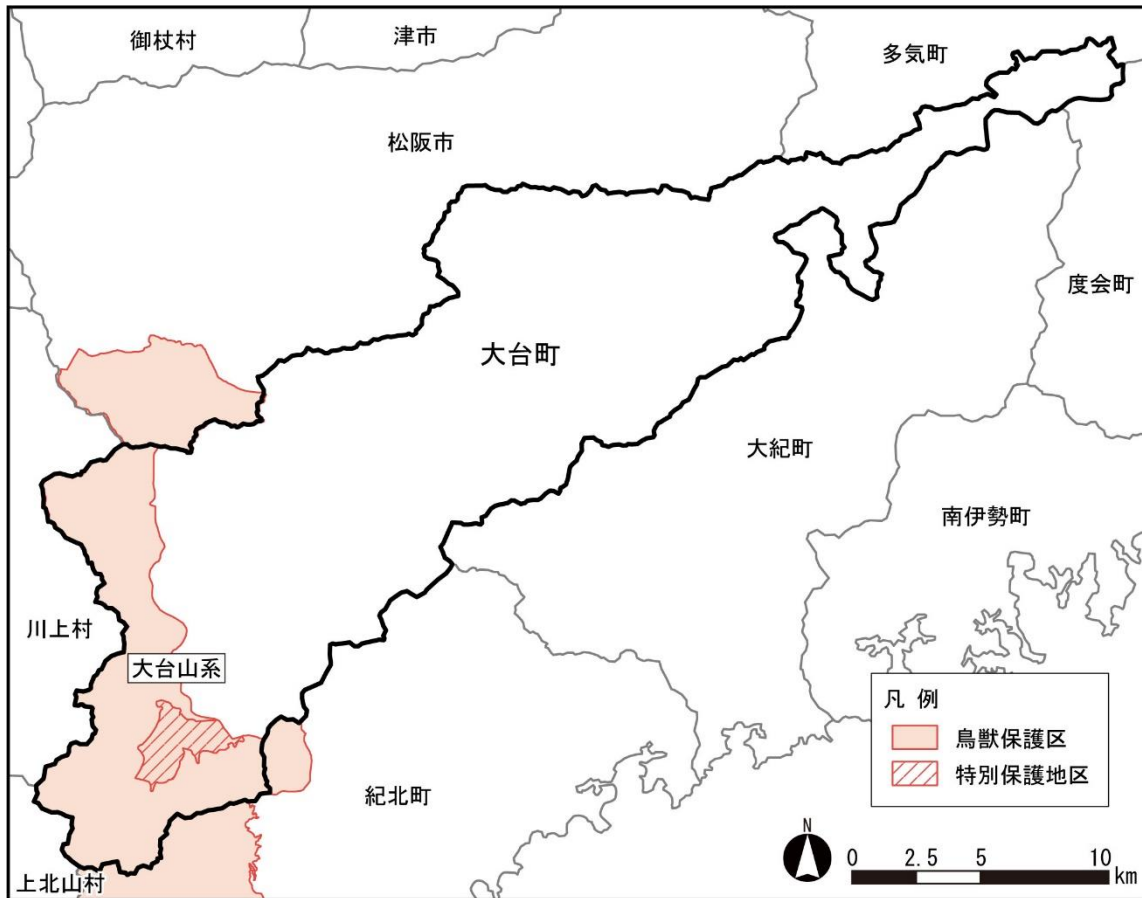 御杖村
津市
多気町
松阪市
度会町
大台町
大紀町
南伊勢町
川上村
大台山系
凡 例
鳥獣保護区
特別保護地区
紀北町
上北山村
N
0 2.5 5 10
km